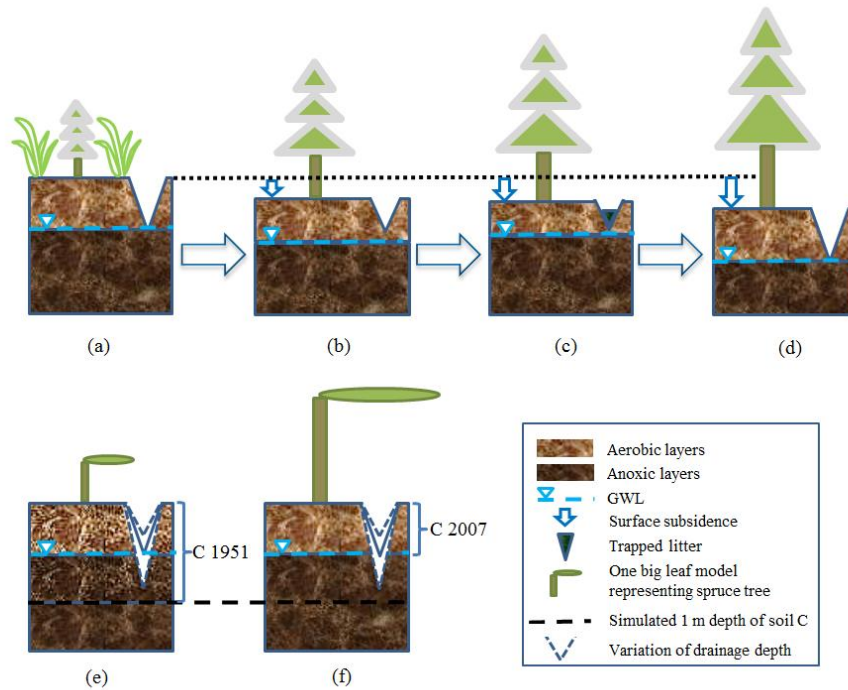 (a)
(b)
(c)
(d)
C 1951
C 2007
(e)
(f)
Aerobic layers
Anoxic layers
GWL
Surface subsidence
Trapped litter
One big leaf model
representing spruce tree
Simulated 1 m depth of soil C
Variation of drainage depth